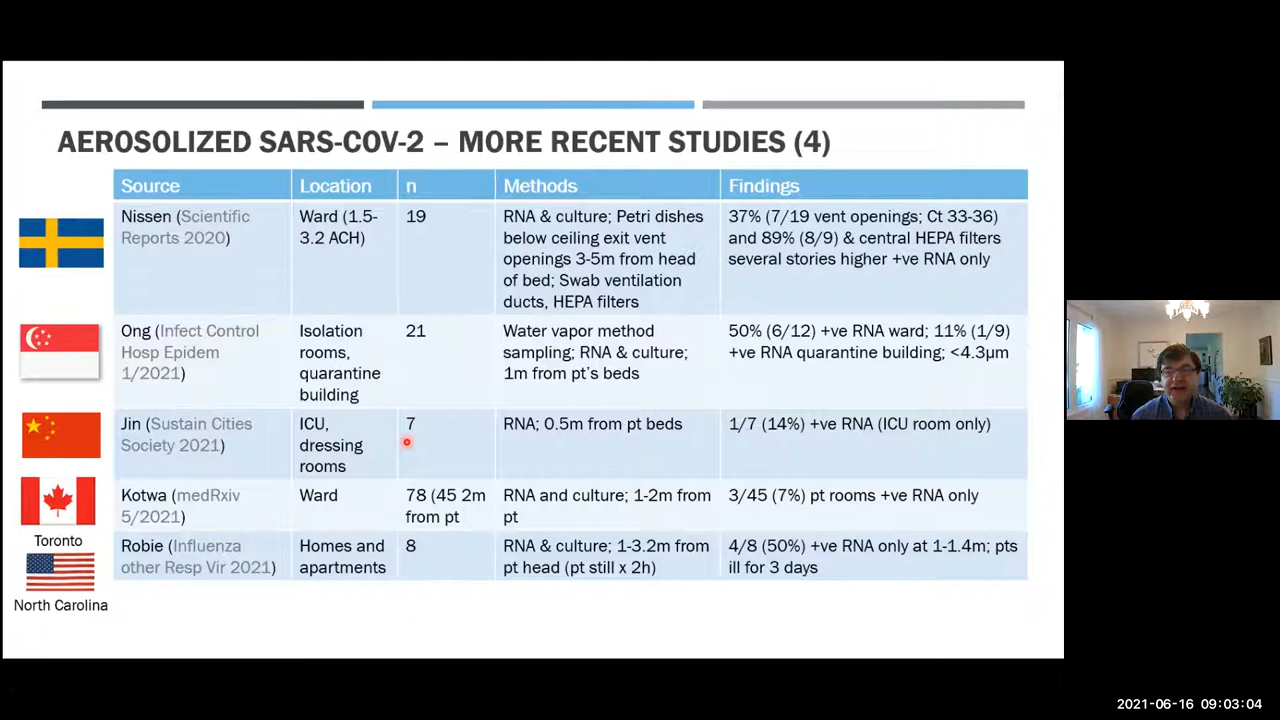 AEROSOLIZED SARS-COV-2 – MORE RECENT STUDIES (4)
Source Location n Methods Findings
Nissen (Scientific
Reports 2020)
Ward (1.5-
3.2 ACH)
19
RNA & culture; Petri dishes
below ceiling exit vent
openings 3-5m from head
of bed; Swab ventilation
ducts, HEPA filters
37% (7/19 vent openings; Ct 33-36)
and 89% (8/9) & central HEPA filters
several stories higher +ve RNA only
Ong (Infect Control
Hosp Epidem
1/2021)
Isolation
rooms,
quarantine
building
21
Water vapor method
sampling; RNA & culture;
1m from pt's beds
50% (6/12) +ve RNA ward; 11% (1/9)
+ve RNA quarantine building; <4.3µm
Jin (Sustain Cities
Society 2021)
ICU,
dressing
rooms
7
RNA; 0.5m from pt beds
1/7 (14%) +ve RNA (ICU room only)
Kotwa (medRxiv
5/2021)
Ward
78 (45 2m
from pt)
RNA and culture; 1-2m from
pt
3/45 (7%) pt rooms +ve RNA only
Toronto
Robie (Influenza
other Resp Vir 2021)
Homes and
apartments
8
RNA & culture; 1-3.2m from
pt head (pt still x 2h)
4/8 (50%) +ve RNA only at 1-1.4m; pts
ill for 3 days
North Carolina
2021-06-16 09:03:04